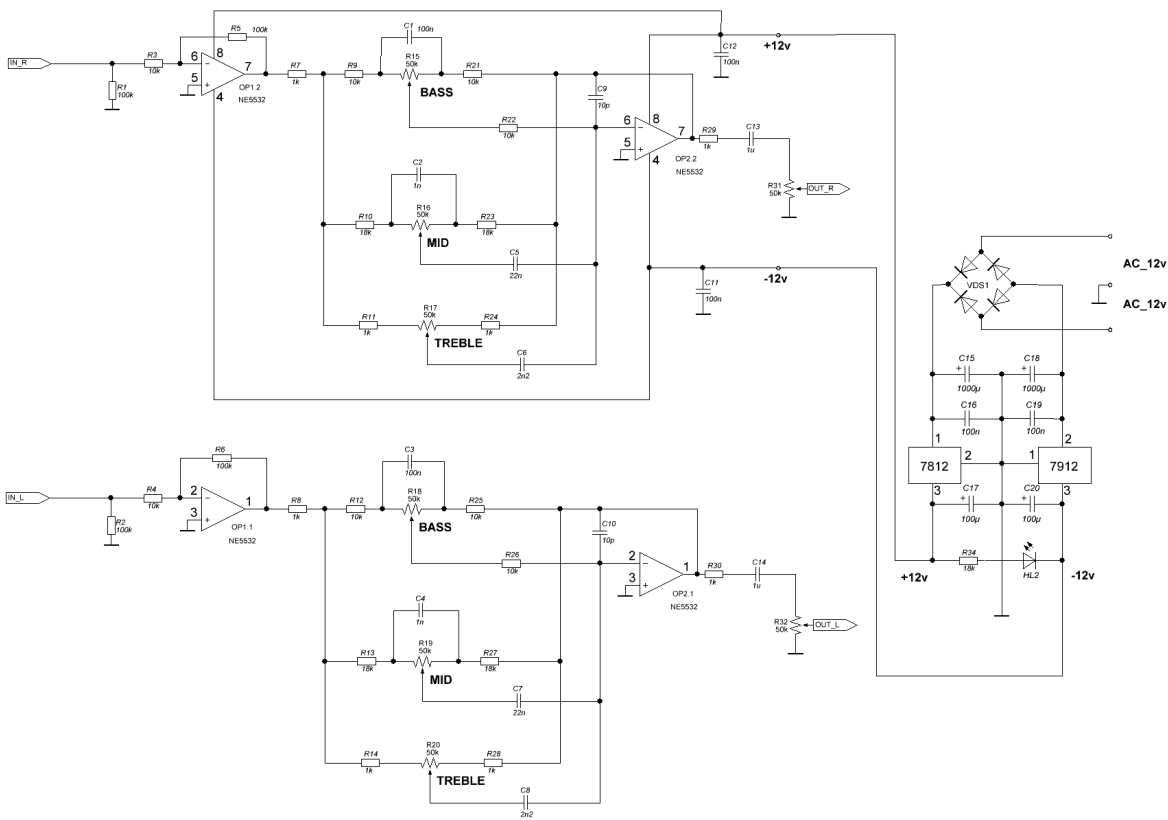 IN_R
R3
10k
R1
100k
R5
100k
6
5
8
7
4
OP1.2
NE5532
R7
1k
R9
10k
C1
100n
R15
50k
BASS
R21
10k
R22
10k
C9
10p
C2
1n
R10
18k
R16
50k
MID
R23
18k
C5
22n
R11
1k
R17
50k
TREBLE
R24
1k
C6
2n2
6
5
8
7
4
OP2.2
NE5532
R29
1k
C13
1u
R31
50k
OUT_R
C12
100n
+12v
C11
100n
-12v
VDS1
AC_12v
AC_12v
C15
+
1000µ
C18
+
1000µ
C16
100n
C19
100n
1
7812
2
3
2
1
7912
3
C17
+
100µ
C20
+
100µ
R34
18k
HL2
+12v
-12v
IN_L
R4
10k
R2
100k
R6
100k
2
3
1
OP1.1
NE5532
R8
1k
R12
10k
C3
100n
R18
50k
BASS
R25
10k
R26
10k
C10
10p
C4
1n
R13
18k
R19
50k
MID
R27
18k
C7
22n
R14
1k
R20
50k
TREBLE
R28
1k
C8
2n2
2
3
1
OP2.1
NE5532
R30
1k
C14
1u
R32
50k
OUT_L